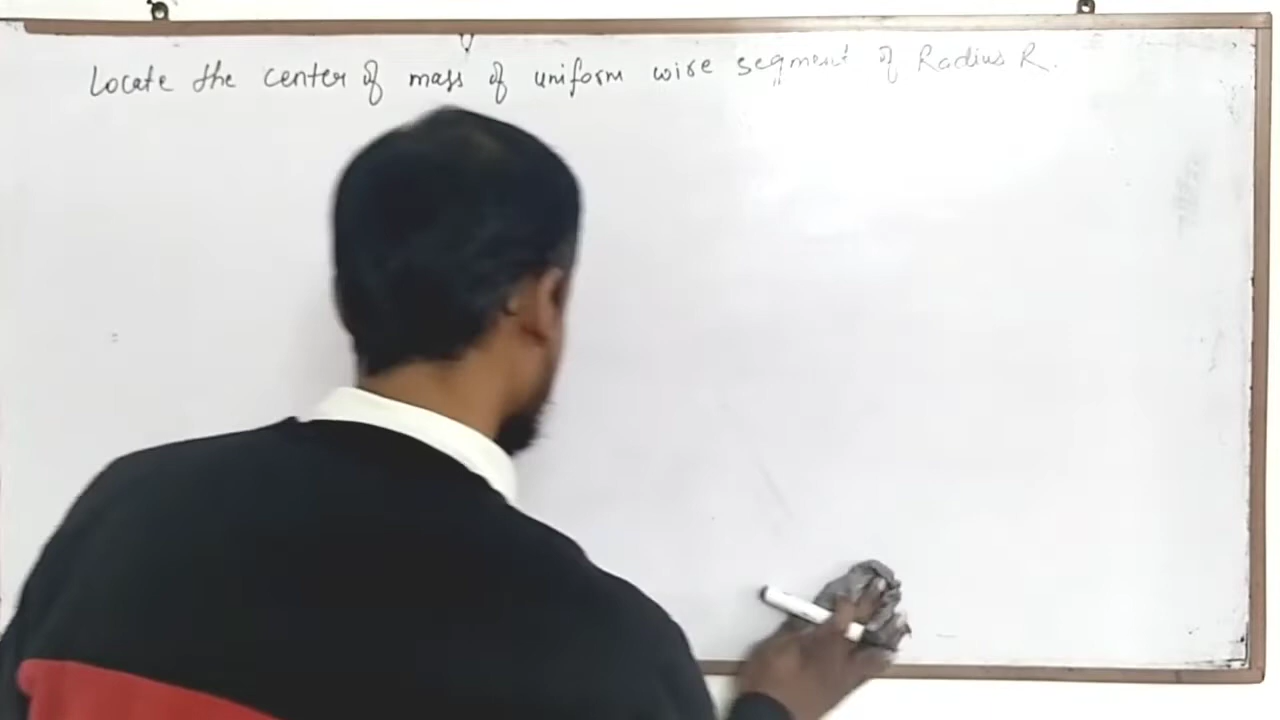 Locate the center of mass of uniform wire segment of Radius R.